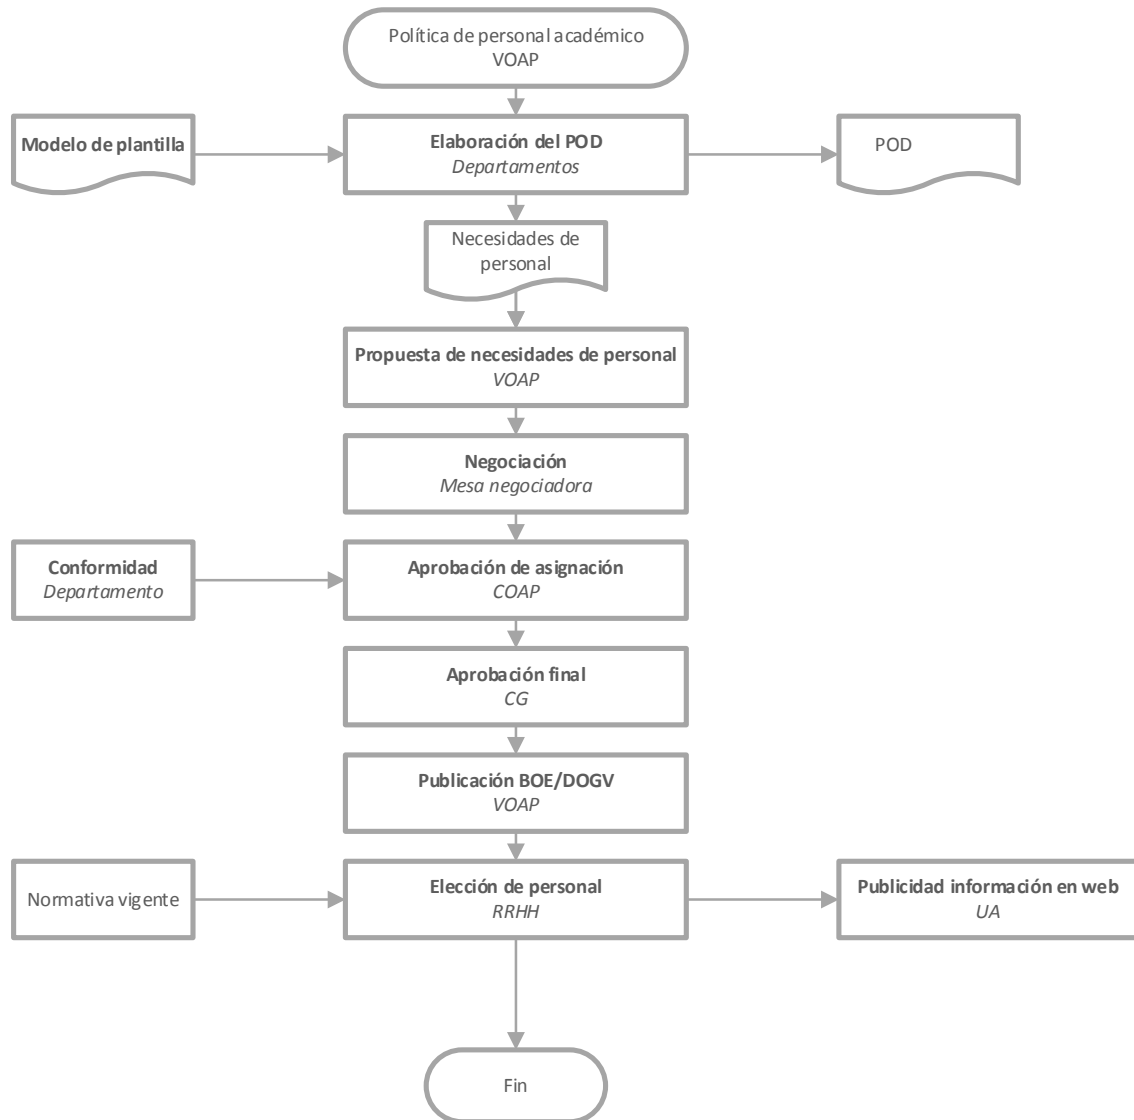 Política de personal académico
VOAP
Modelo de plantilla
Elaboración del POD
Departamentos
POD
Necesidades de
personal
Propuesta de necesidades de personal
VOAP
Negociación
Mesa negociadora
Conformidad
Departamento
Aprobación de asignación
COAP
Aprobación final
CG
Publicación BOE/DOGV
VOAP
Normativa vigente
Elección de personal
RRHH
Publicidad información en web
UA
Fin